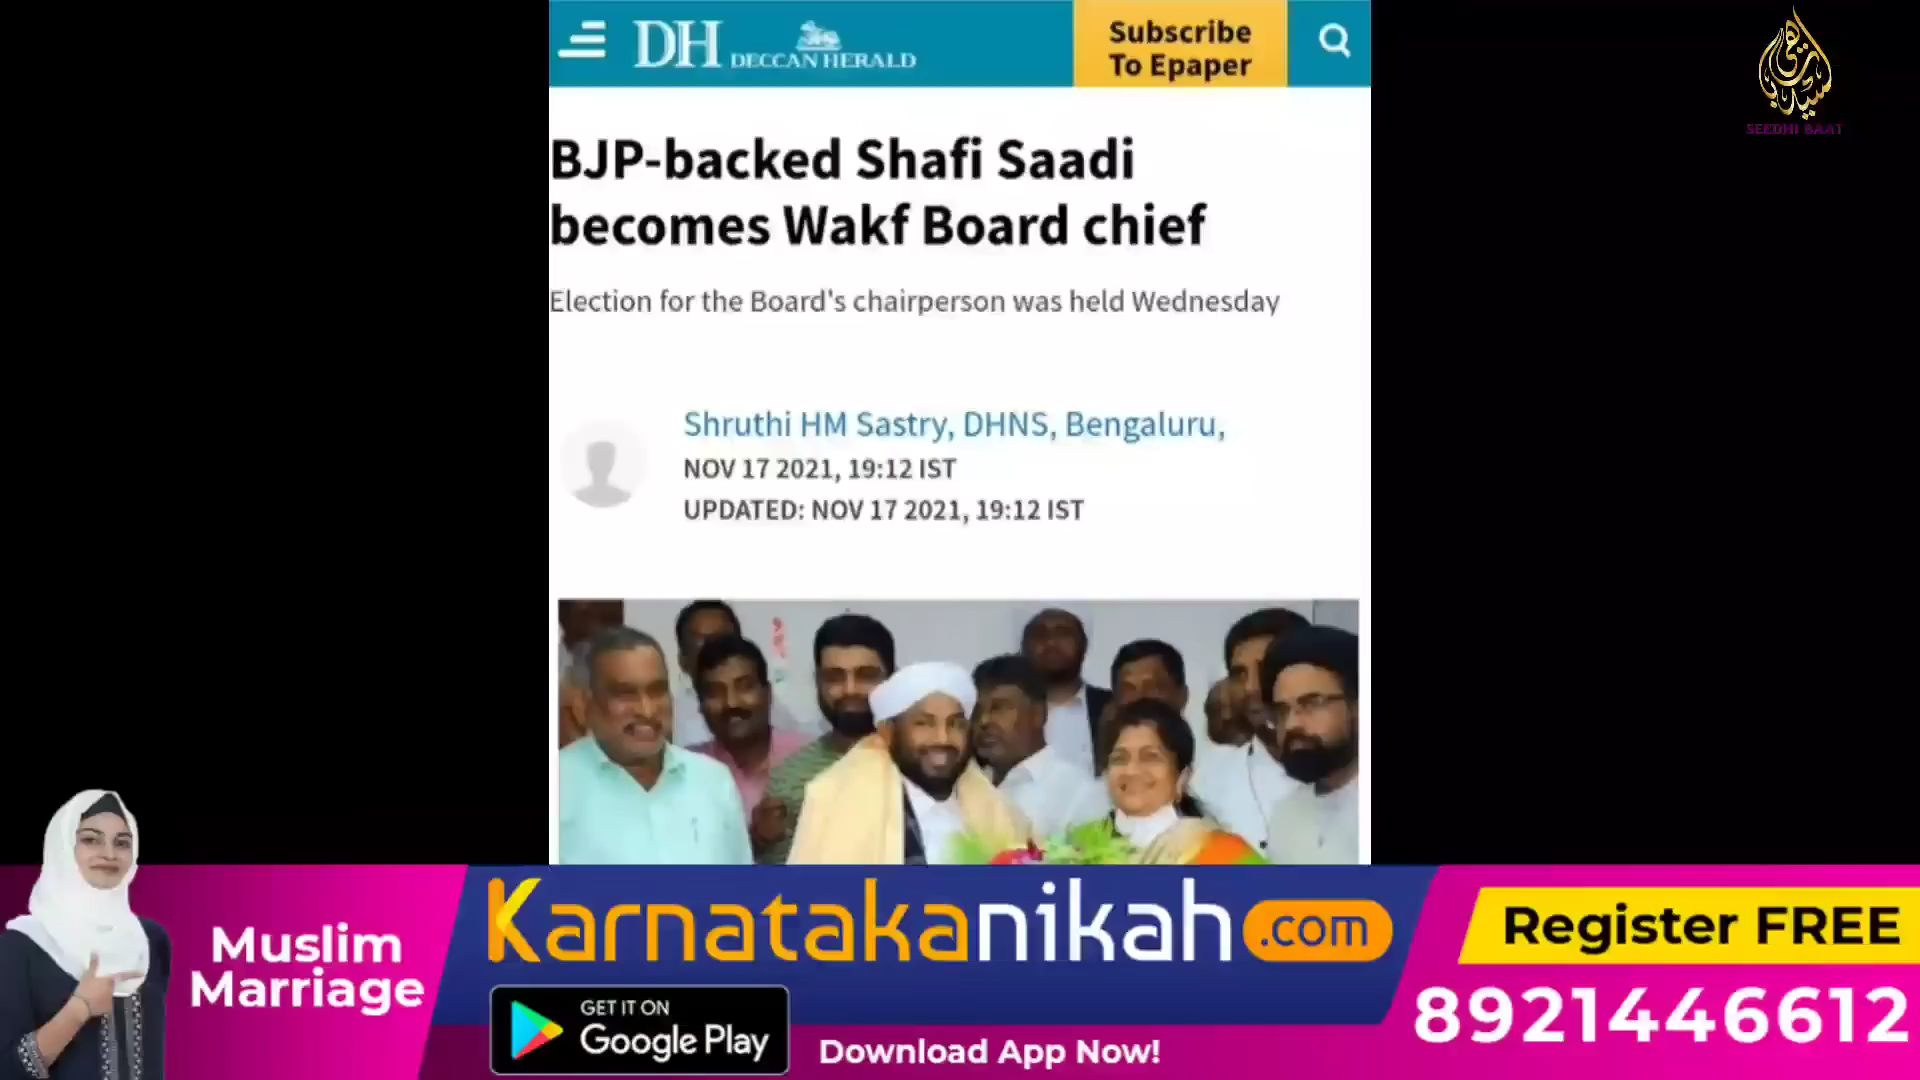 DH DECCAN HERALD
Subscribe
To Epaper
SEEDHI BAAT
BJP-backed Shafi Saadi
becomes Wakf Board chief
Election for the Board's chairperson was held Wednesday
Shruthi HM Sastry, DHNS, Bengaluru,
NOV 17 2021, 19:12 IST
UPDATED: NOV 17 2021, 19:12 IST
Muslim
Marriage
Karnatakanikah.com
GET IT ON
Google Play
Download App Now!
Register FREE
8921446612